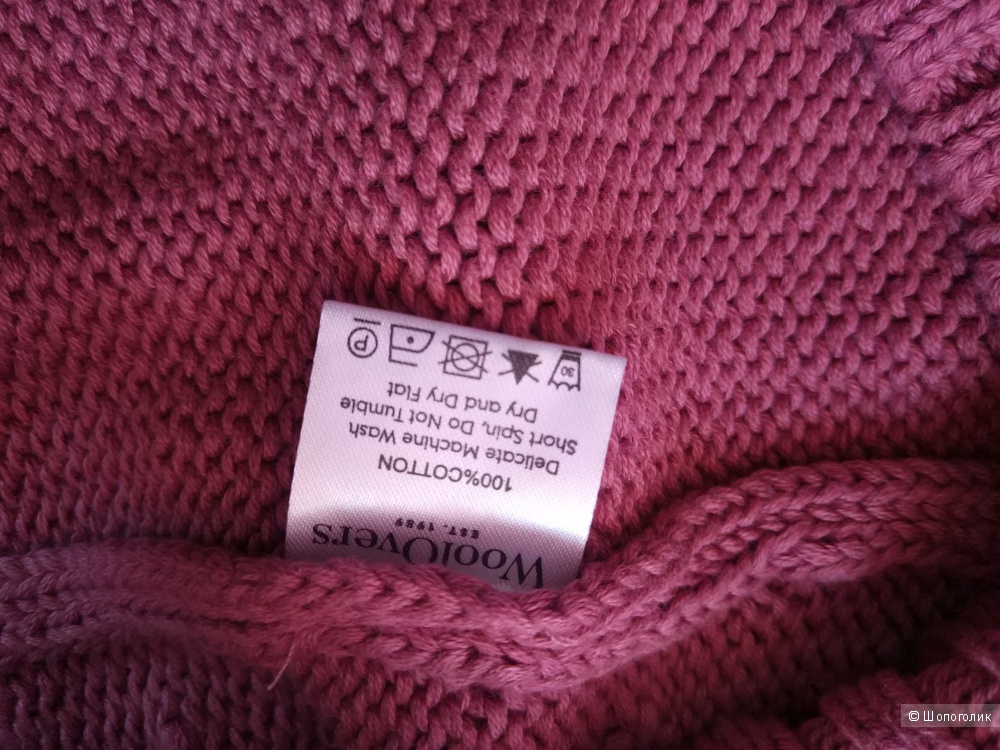 WoolOvers
EST. 1989
100%COTTON
Delicate Machine Wash
Short Spin, Do Not Tumble
Dry and Dry Flat
30
P
© Шопоголик